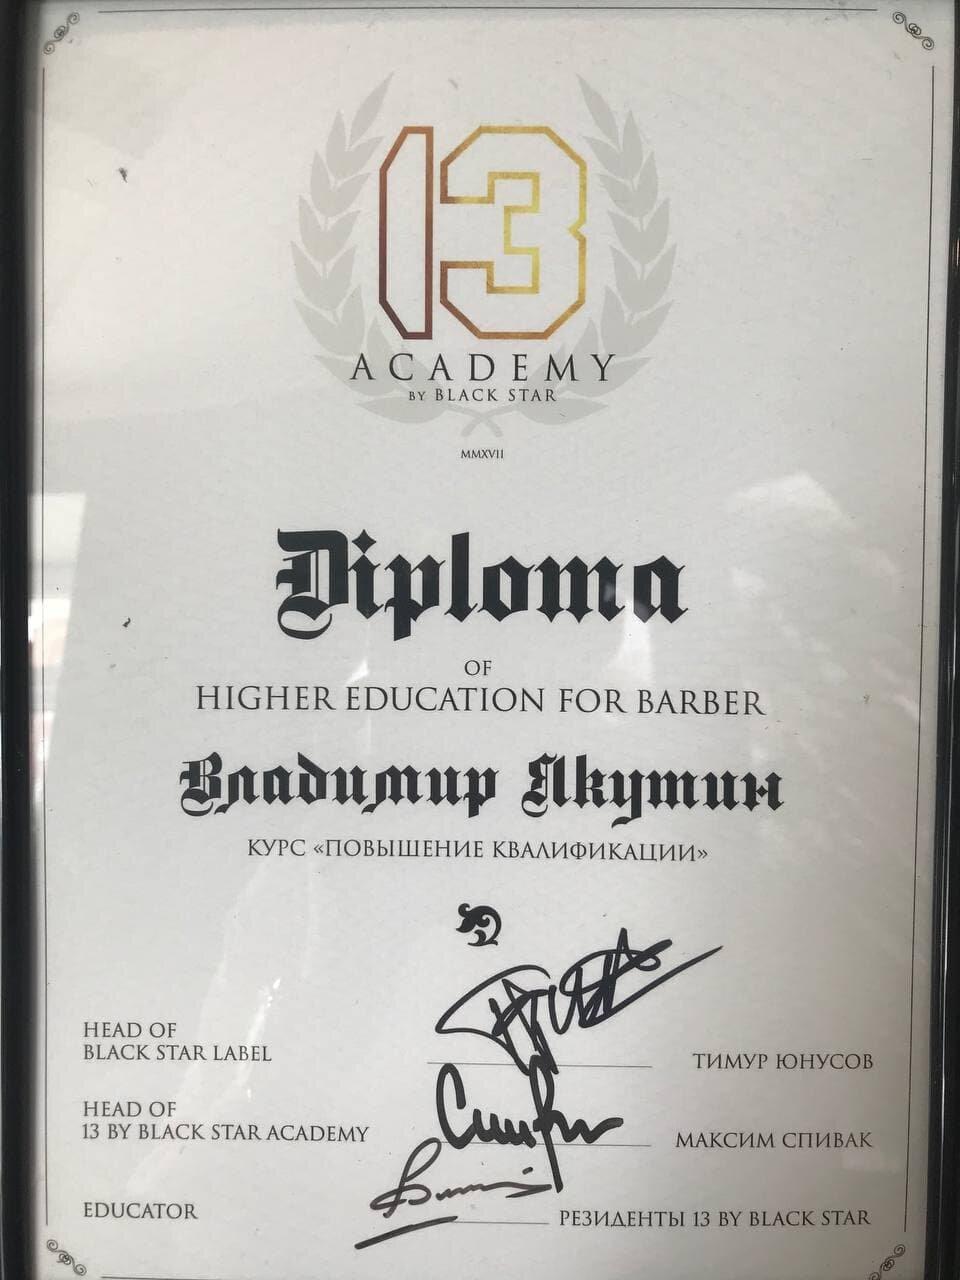 13
ACADEMY
BY BLACK STAR
MMXVII
Diploma
OF
HIGHER EDUCATION FOR BARBER
Владимир Якутин
КУРС «ПОВЫШЕНИЕ КВАЛИФИКАЦИИ»
HEAD OF
BLACK STAR LABEL
ТИМУР ЮНУСОВ
HEAD OF
13 BY BLACK STAR ACADEMY
МАКСИМ СПИВАК
EDUCATOR
РЕЗИДЕНТЫ 13 BY BLACK STAR